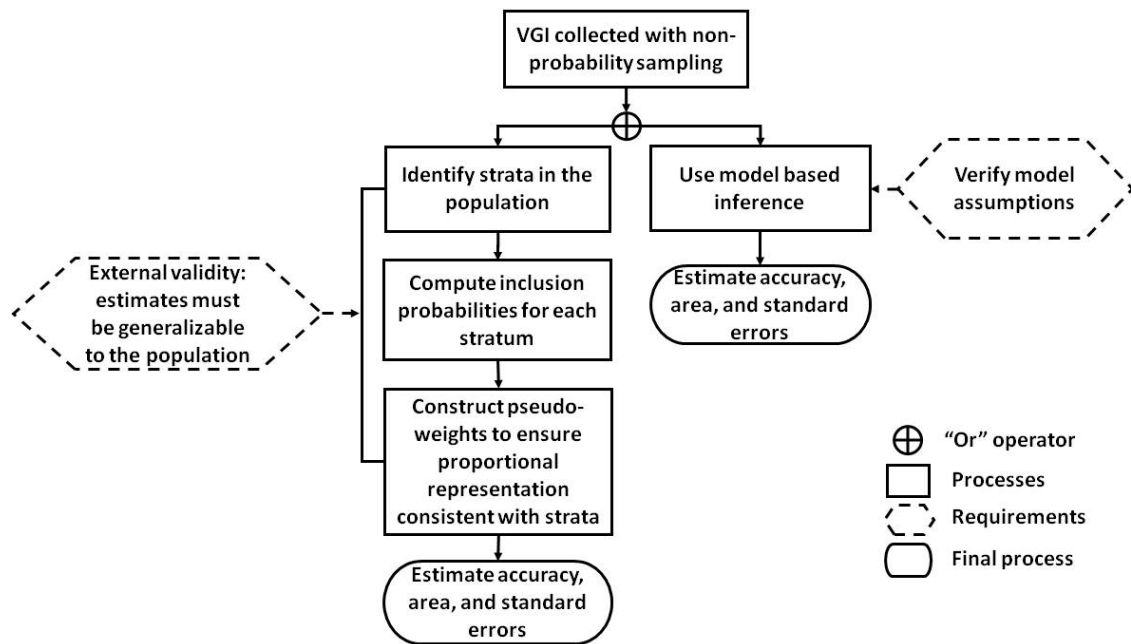 VGI collected with non-
probability sampling
Identify strata in the
population
Use model based
inference
Verify model
assumptions
External validity:
estimates must
be generalizable
to the population
Compute inclusion
probabilities for each
stratum
Estimate accuracy,
area, and standard
errors
Construct pseudo-
weights to ensure
proportional
representation
consistent with strata
Estimate accuracy,
area, and standard
errors
“Or” operator
Processes
Requirements
Final process